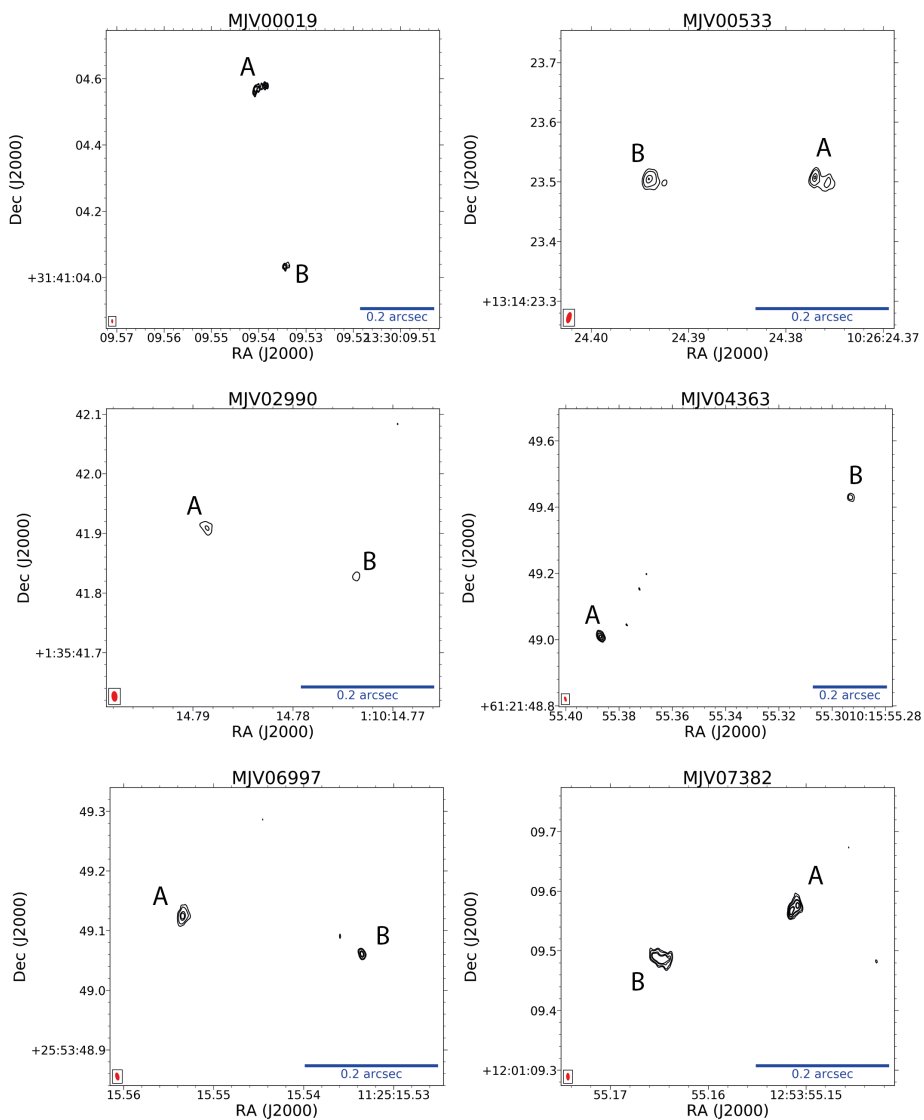 MJV00019
04.6
04.4
04.2
+31:41:04.0
Dec (J2000)
A
B
0.2 arcsec
09.57 09.56 09.55 09.54 09.53 09.5213:30:09.51
RA (J2000)
MJV00533
23.7
23.6
23.5
23.4
+13:14:23.3
Dec (J2000)
B
A
0.2 arcsec
24.40 24.39 24.38 10:26:24.37
RA (J2000)
MJV02990
42.1
42.0
41.9
41.8
+1:35:41.7
Dec (J2000)
A
B
0.2 arcsec
14.79 14.78 1:10:14.77
RA (J2000)
MJV04363
49.6
49.4
49.2
49.0
+61:21:48.8
Dec (J2000)
B
A
0.2 arcsec
55.40 55.38 55.36 55.34 55.32 55.3010:15:55.28
RA (J2000)
MJV06997
49.3
49.2
49.1
49.0
+25:53:48.9
Dec (J2000)
A
B
0.2 arcsec
15.56 15.55 15.54 11:25:15.53
RA (J2000)
MJV07382
09.7
09.6
09.5
09.4
+12:01:09.3
Dec (J2000)
A
B
0.2 arcsec
55.17 55.16 12:53:55.15
RA (J2000)